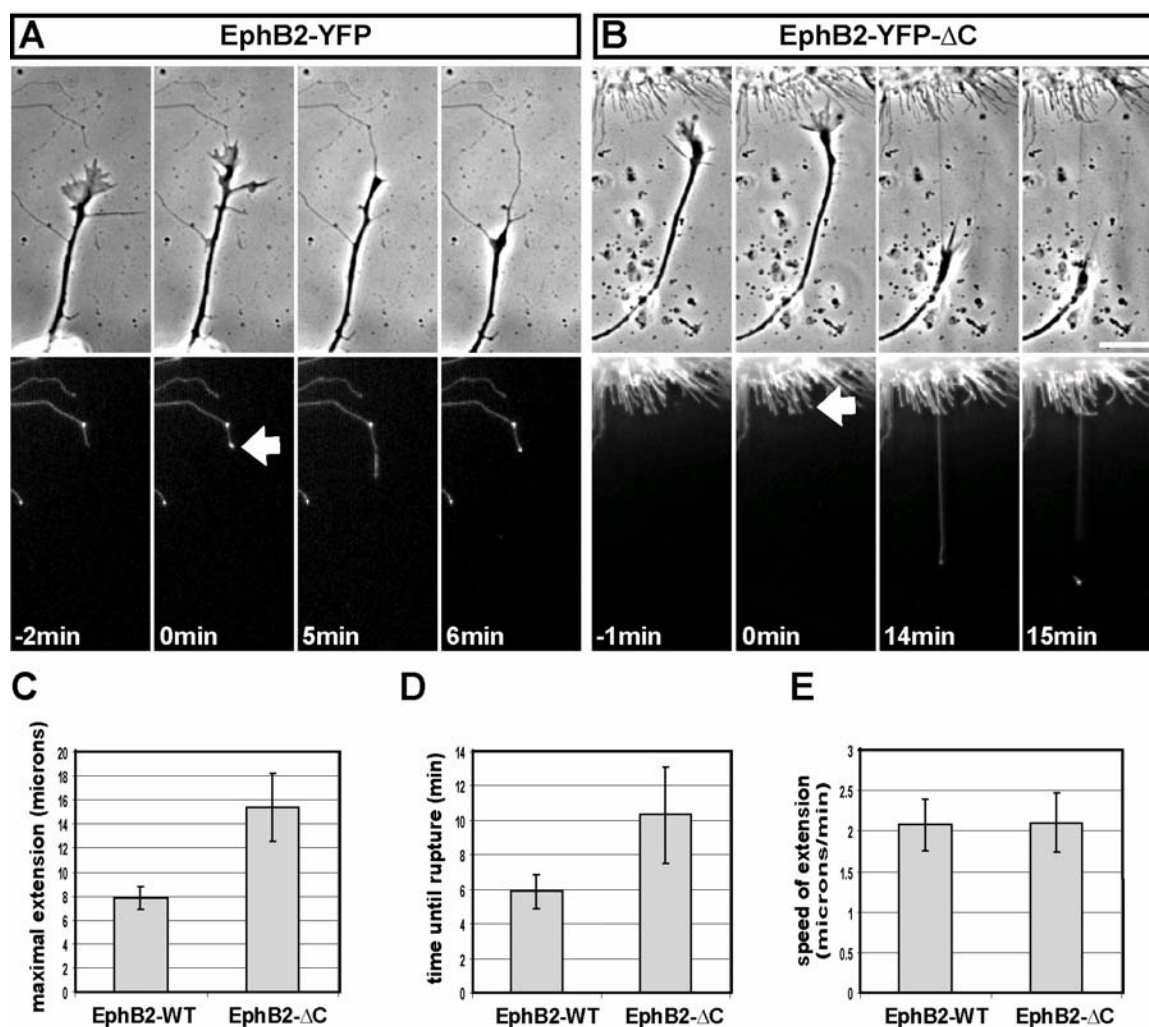 A EphB2-YFP
B EphB2-YFP-ΔC
-2min 0min 5min 6min
-1min 0min 14min 15min
C
maximal extension (microns)
20
18
16
14
12
10
8
6
4
2
0
EphB2-WT EphB2-ΔC
D
time until rupture (min)
14
12
10
8
6
4
2
0
EphB2-WT EphB2-ΔC
E
speed of extension
(microns/min)
3
2.5
2
1.5
1
0.5
0
EphB2-WT EphB2-ΔC